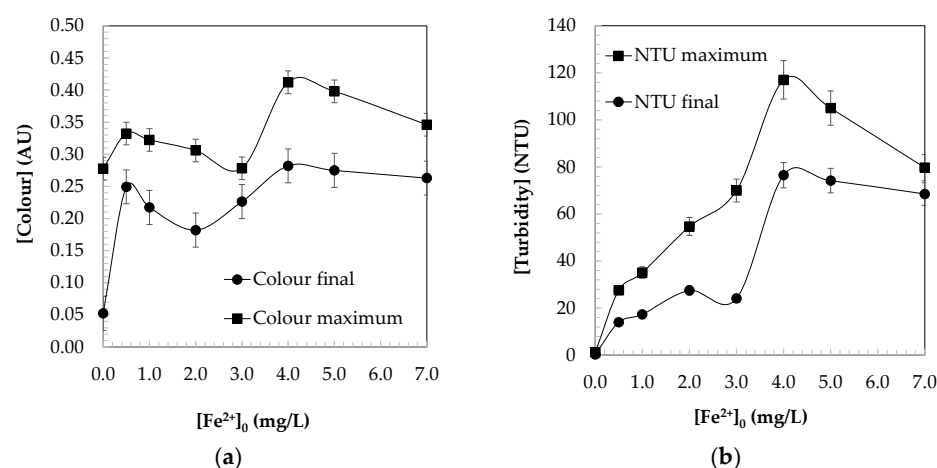 [Colour] (AU)
0.50
0.45
0.40
0.35
0.30
0.25
0.20
0.15
0.10
0.05
0.00
Colour final
Colour maximum
0.0 1.0 2.0 3.0 4.0 5.0 6.0 7.0
[Fe²⁺]₀ (mg/L)
(a)
[Turbidity] (NTU)
140
120
100
80
60
40
20
0
NTU maximum
NTU final
0.0 1.0 2.0 3.0 4.0 5.0 6.0 7.0
[Fe²⁺]₀ (mg/L)
(b)